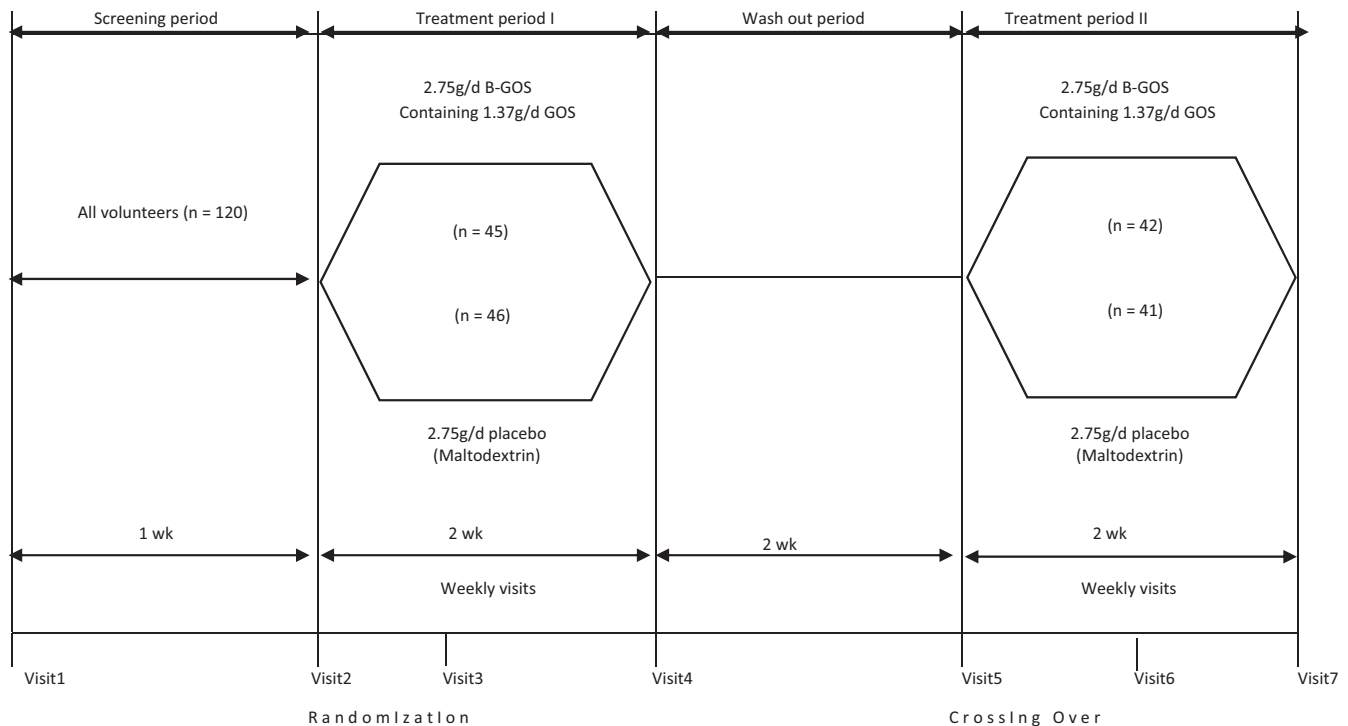 Screening period
Treatment period I
Wash out period
Treatment period II
2.75g/d B-GOS
Containing 1.37g/d GOS
2.75g/d B-GOS
Containing 1.37g/d GOS
All volunteers (n = 120)
(n = 45)
(n = 42)
(n = 46)
(n = 41)
2.75g/d placebo
(Maltodextrin)
2.75g/d placebo
(Maltodextrin)
1 wk
2 wk
2 wk
2 wk
Weekly visits
Weekly visits
Visit1
Visit2
Visit3
Visit4
Visit5
Visit6
Visit7
RandomIzatIon
CrossIng Over